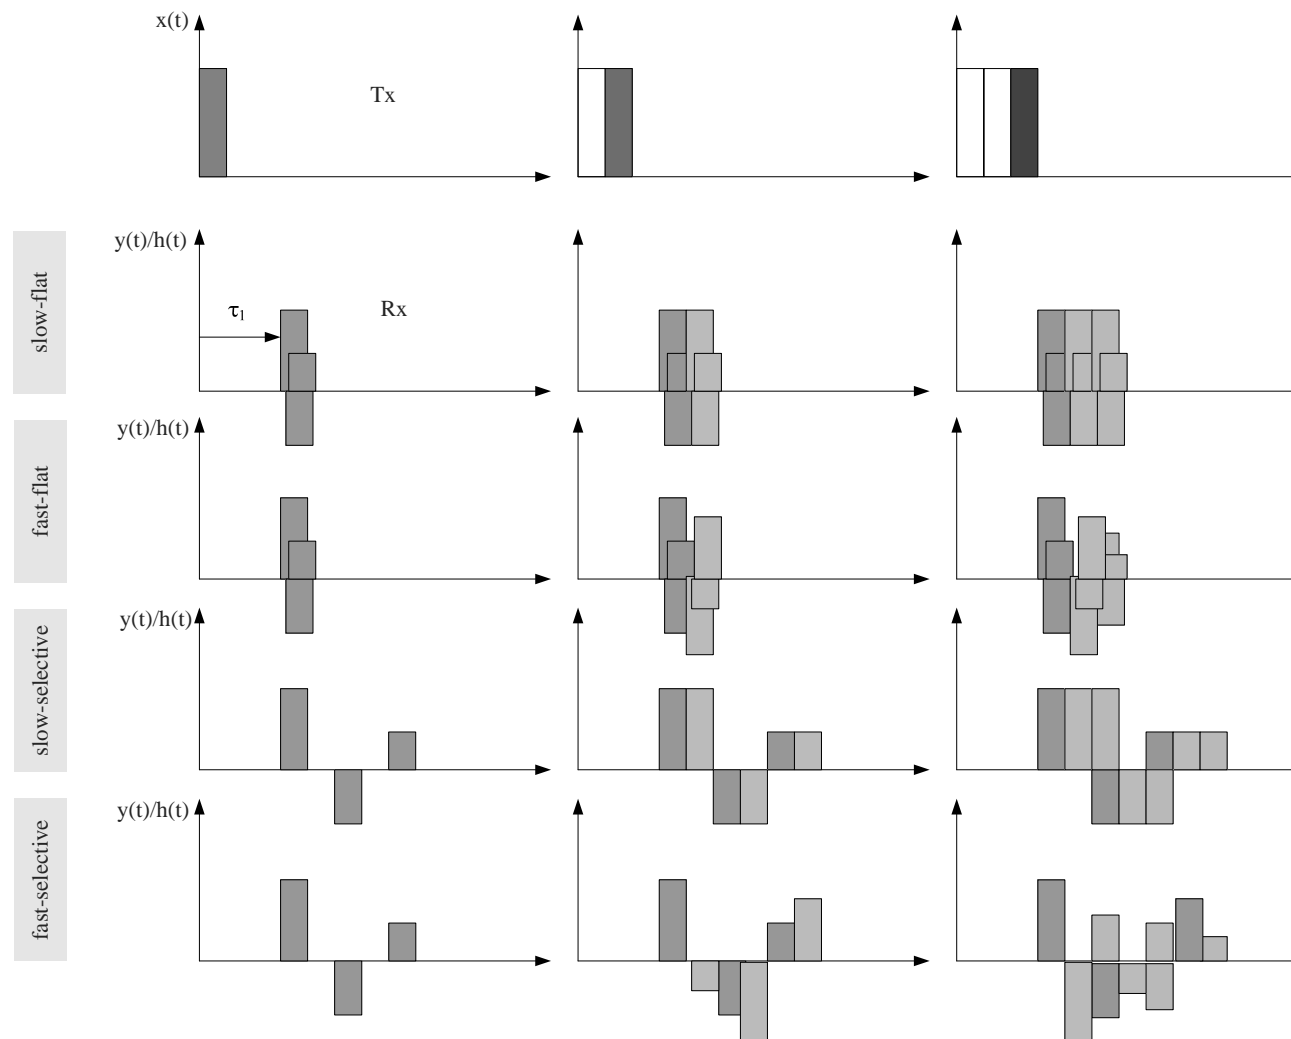 x(t)
Tx
slow-flat
y(t)/h(t)
τ1
Rx
fast-flat
y(t)/h(t)
slow-selective
y(t)/h(t)
fast-selective
y(t)/h(t)